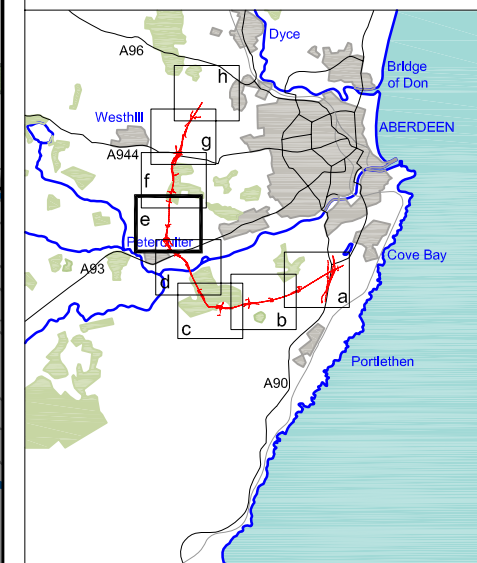 Dyce
A96
Bridge
of Don
h
Westhill
ABERDEEN
g
A944
f
e
Peterculter
Cove Bay
A93
d
a
b
c
Portlethen
A90